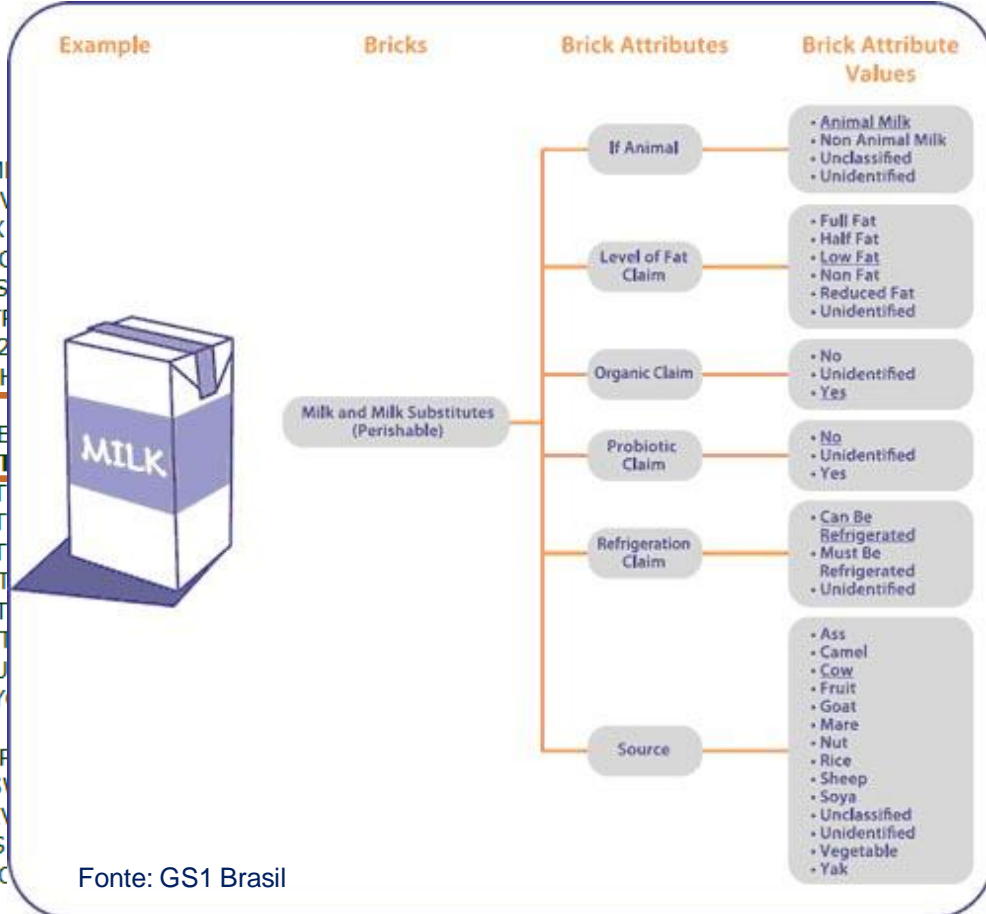 Example
Bricks
Brick Attributes
Brick Attribute
Values
MILK
Milk and Milk Substitutes
(Perishable)
If Animal
• Animal Milk
• Non Animal Milk
• Unclassified
• Unidentified
Level of Fat
Claim
• Full Fat
• Half Fat
• Low Fat
• Non Fat
• Reduced Fat
• Unidentified
Organic Claim
• No
• Unidentified
• Yes
Probiotic
Claim
• No
• Unidentified
• Yes
Refrigeration
Claim
• Can Be
Refrigerated
• Must Be
Refrigerated
• Unidentified
Source
• Ass
• Camel
• Cow
• Fruit
• Goat
• Mare
• Nut
• Rice
• Sheep
• Soya
• Unclassified
• Unidentified
• Vegetable
• Yak
Fonte: GS1 Brasil